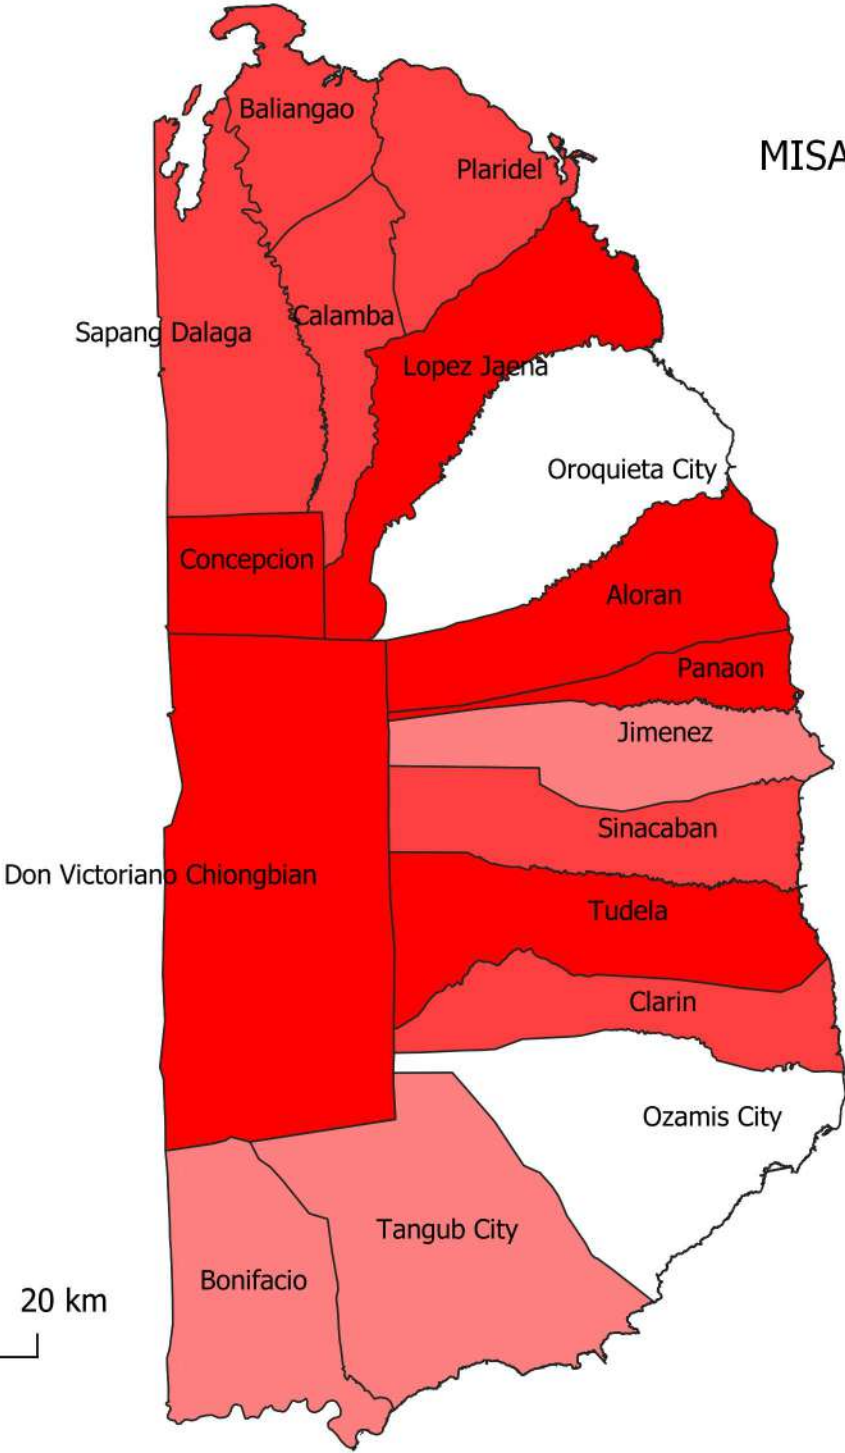 Baliangao
MISA
Plaridel
Calamba
Sapang Dalaga
Lopez Jaena
Oroquieta City
Concepcion
Aloran
Panaon
Jimenez
Sinacaban
Don Victoriano Chiongbian
Tudela
Clarin
Ozamis City
Tangub City
Bonifacio
20 km